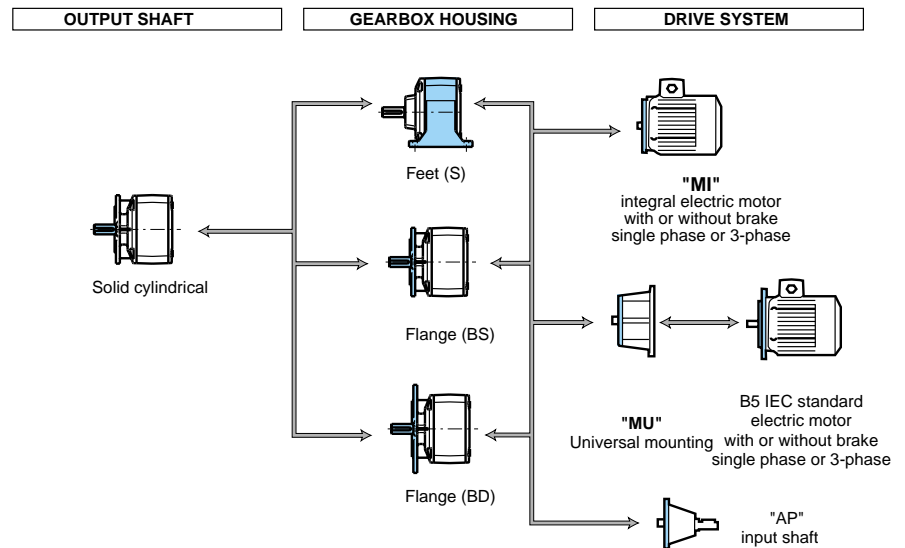 OUTPUT SHAFT
GEARBOX HOUSING
DRIVE SYSTEM
Feet (S)
"MI"
integral electric motor
with or without brake
single phase or 3-phase
Solid cylindrical
Flange (BS)
"MU"
Universal mounting
B5 IEC standard
electric motor
with or without brake
single phase or 3-phase
Flange (BD)
"AP"
input shaft